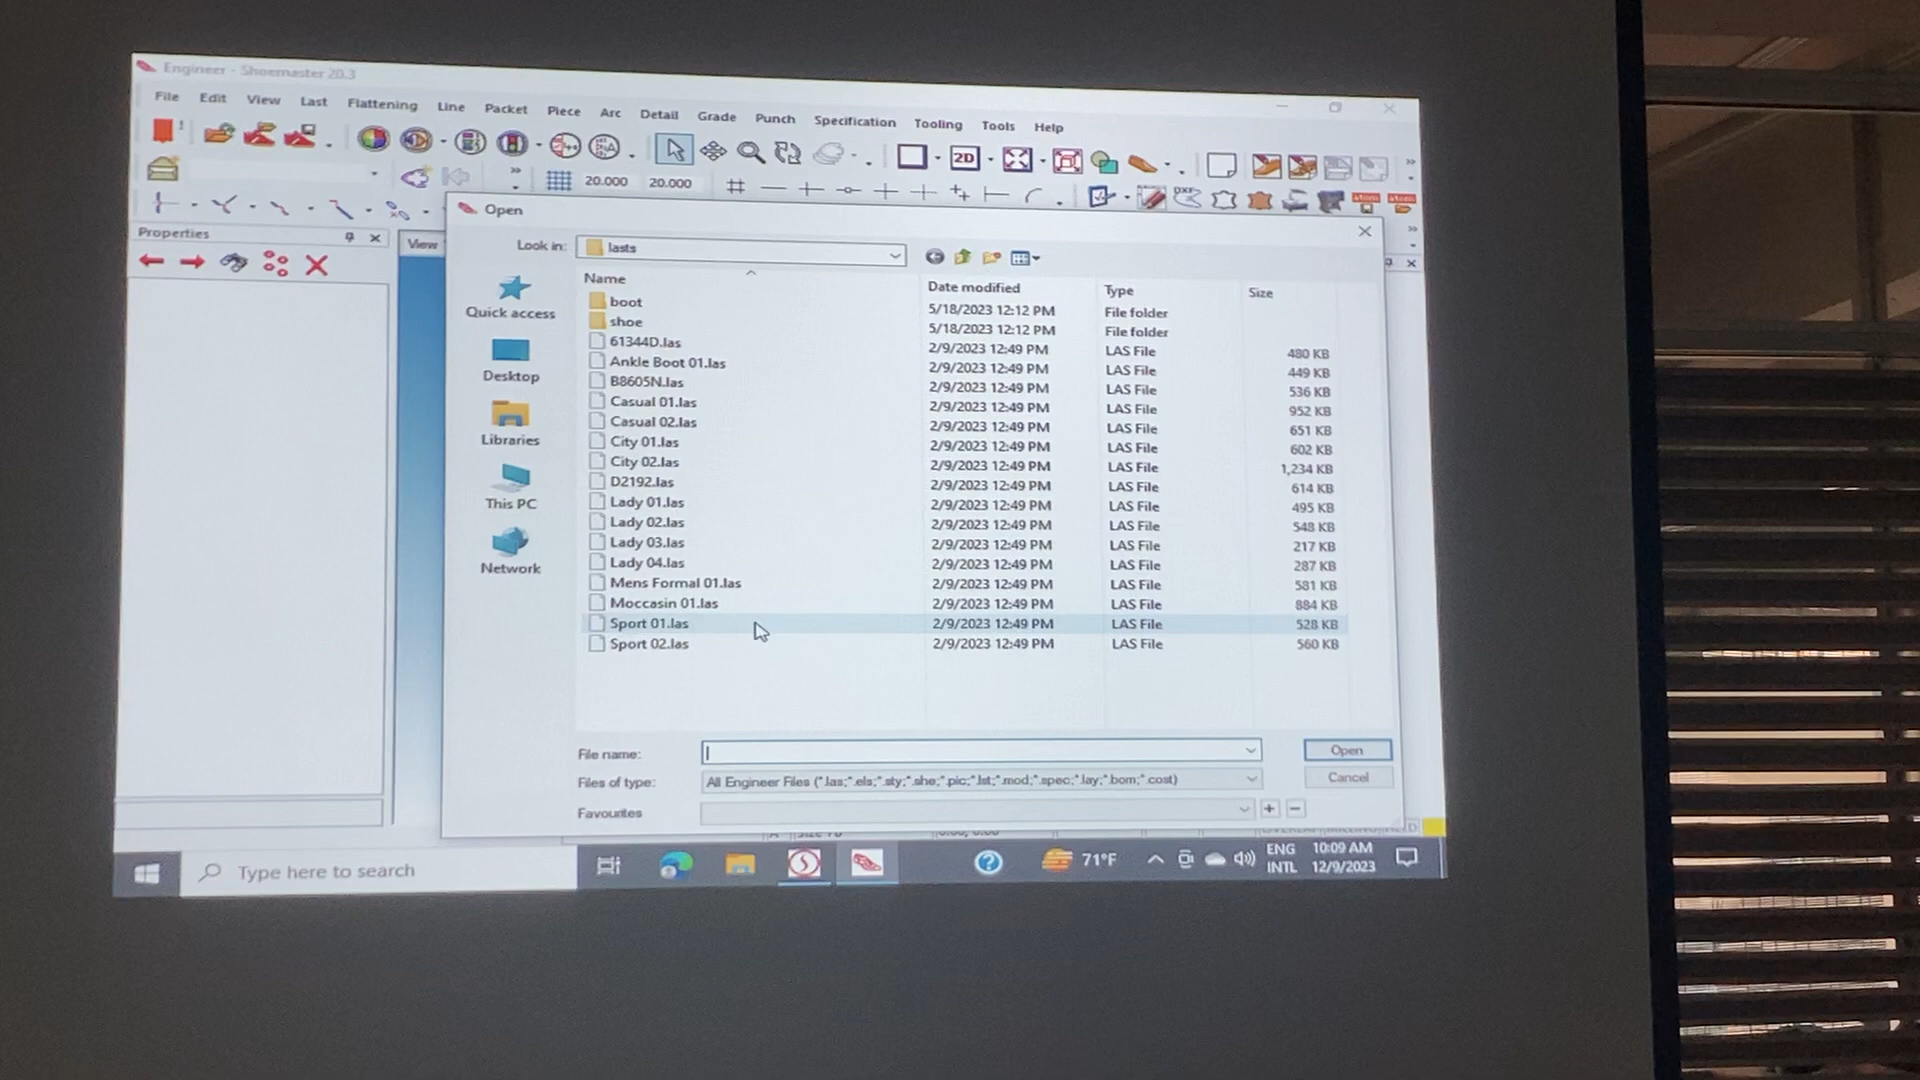 Engineer - Shoemaster 20.3
File Edit View Last Flattening Line Packet Piece Arc Detail Grade Punch Specification Tooling Tools Help
2D
20.000 20.000
DXF
Properties
View
Open
Look in: lasts
Name Date modified Type Size
boot 5/18/2023 12:12 PM File folder
shoe 5/18/2023 12:12 PM File folder
61344D.las 2/9/2023 12:49 PM LAS File 480 KB
Ankle Boot 01.las 2/9/2023 12:49 PM LAS File 449 KB
B8605N.las 2/9/2023 12:49 PM LAS File 536 KB
Casual 01.las 2/9/2023 12:49 PM LAS File 952 KB
Casual 02.las 2/9/2023 12:49 PM LAS File 651 KB
City 01.las 2/9/2023 12:49 PM LAS File 602 KB
City 02.las 2/9/2023 12:49 PM LAS File 1,234 KB
D2192.las 2/9/2023 12:49 PM LAS File 614 KB
Lady 01.las 2/9/2023 12:49 PM LAS File 495 KB
Lady 02.las 2/9/2023 12:49 PM LAS File 548 KB
Lady 03.las 2/9/2023 12:49 PM LAS File 217 KB
Lady 04.las 2/9/2023 12:49 PM LAS File 287 KB
Mens Formal 01.las 2/9/2023 12:49 PM LAS File 581 KB
Moccasin 01.las 2/9/2023 12:49 PM LAS File 884 KB
Sport 01.las 2/9/2023 12:49 PM LAS File 528 KB
Sport 02.las 2/9/2023 12:49 PM LAS File 560 KB
Quick access
Desktop
Libraries
This PC
Network
File name: Open
Files of type: All Engineer Files (*.las;*.els;*.sty;*.she;*.pic;*.lst;*.mod;*.spec;*.lay;*.bom;*.cost) Cancel
Favourites
Type here to search
71°F
ENG 10:09 AM
INTL 12/9/2023